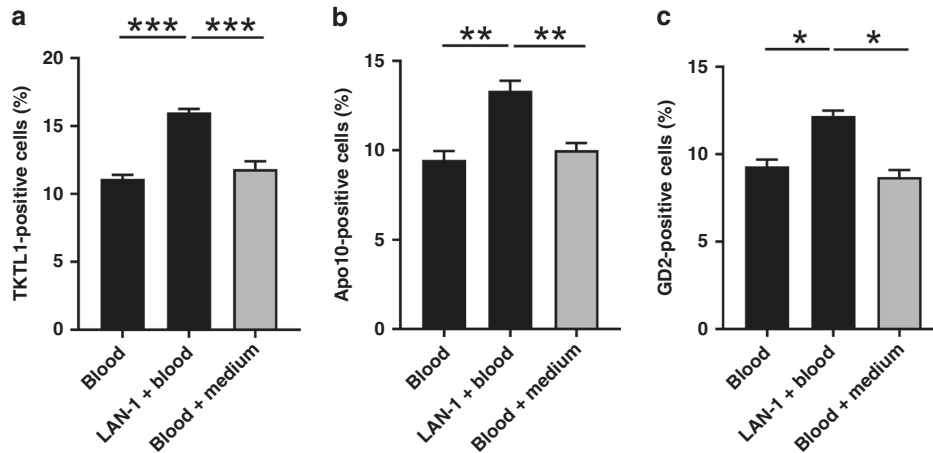 a
*** ***
TKTL1-positive cells (%)
20
15
10
5
0
Blood
LAN-1 + blood
Blood + medium
b
** **
Apo10-positive cells (%)
15
10
5
0
Blood
LAN-1 + blood
Blood + medium
c
* *
GD2-positive cells (%)
15
10
5
0
Blood
LAN-1 + blood
Blood + medium